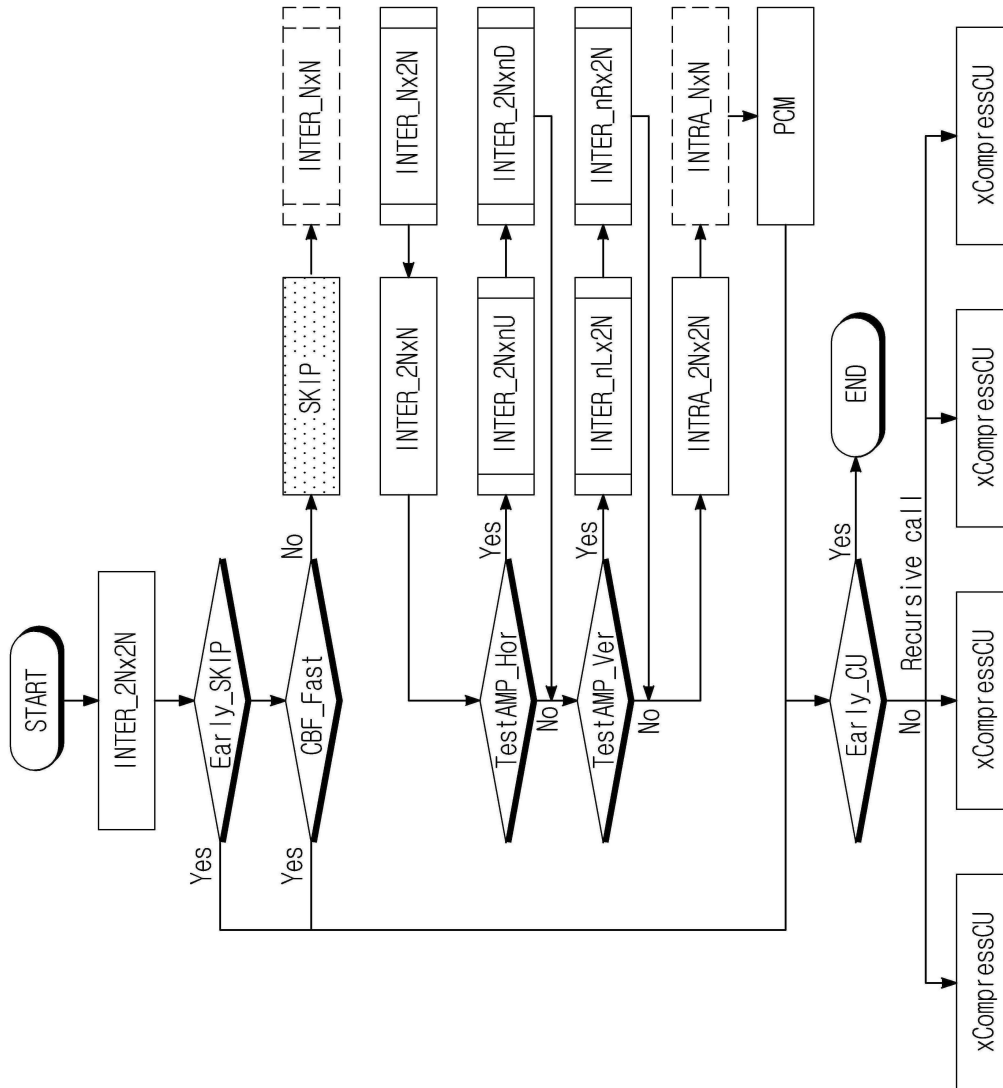 START
INTER_2Nx2N
Early_SKIP
Yes
CBF_Fast
Yes
No
SKIP
INTER_NxN
INTER_2NxN
INTER_Nx2N
TestAMP_Hor
Yes
INTER_2NxnU
INTER_2NxnD
No
TestAMP_Ver
Yes
INTER_nLx2N
INTER_nRx2N
No
INTRA_2Nx2N
INTRA_NxN
PCM
Early_CU
Yes
END
No
Recursive call
xCompressCU
xCompressCU
xCompressCU
xCompressCU